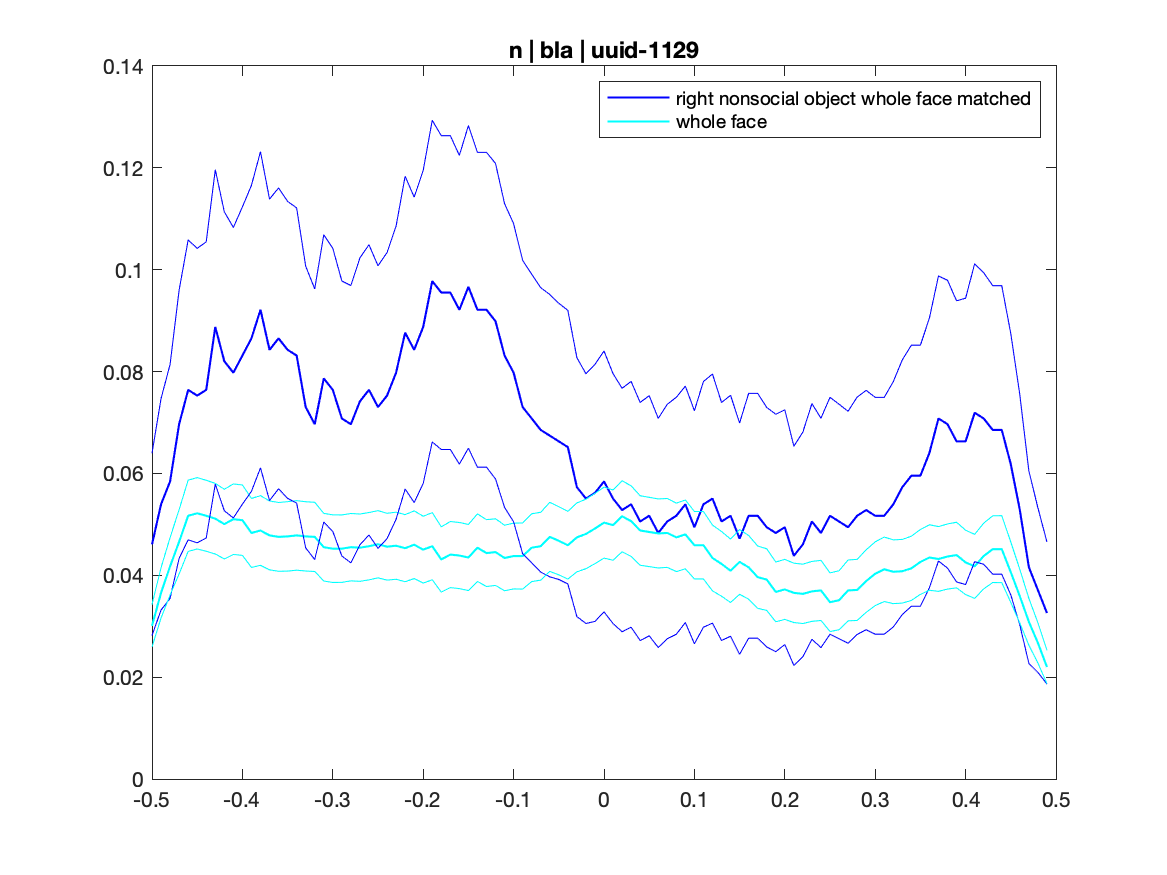 n | bla | uuid-1129
right nonsocial object whole face matched
whole face
0.14
0.12
0.1
0.08
0.06
0.04
0.02
0
-0.5 -0.4 -0.3 -0.2 -0.1 0 0.1 0.2 0.3 0.4 0.5